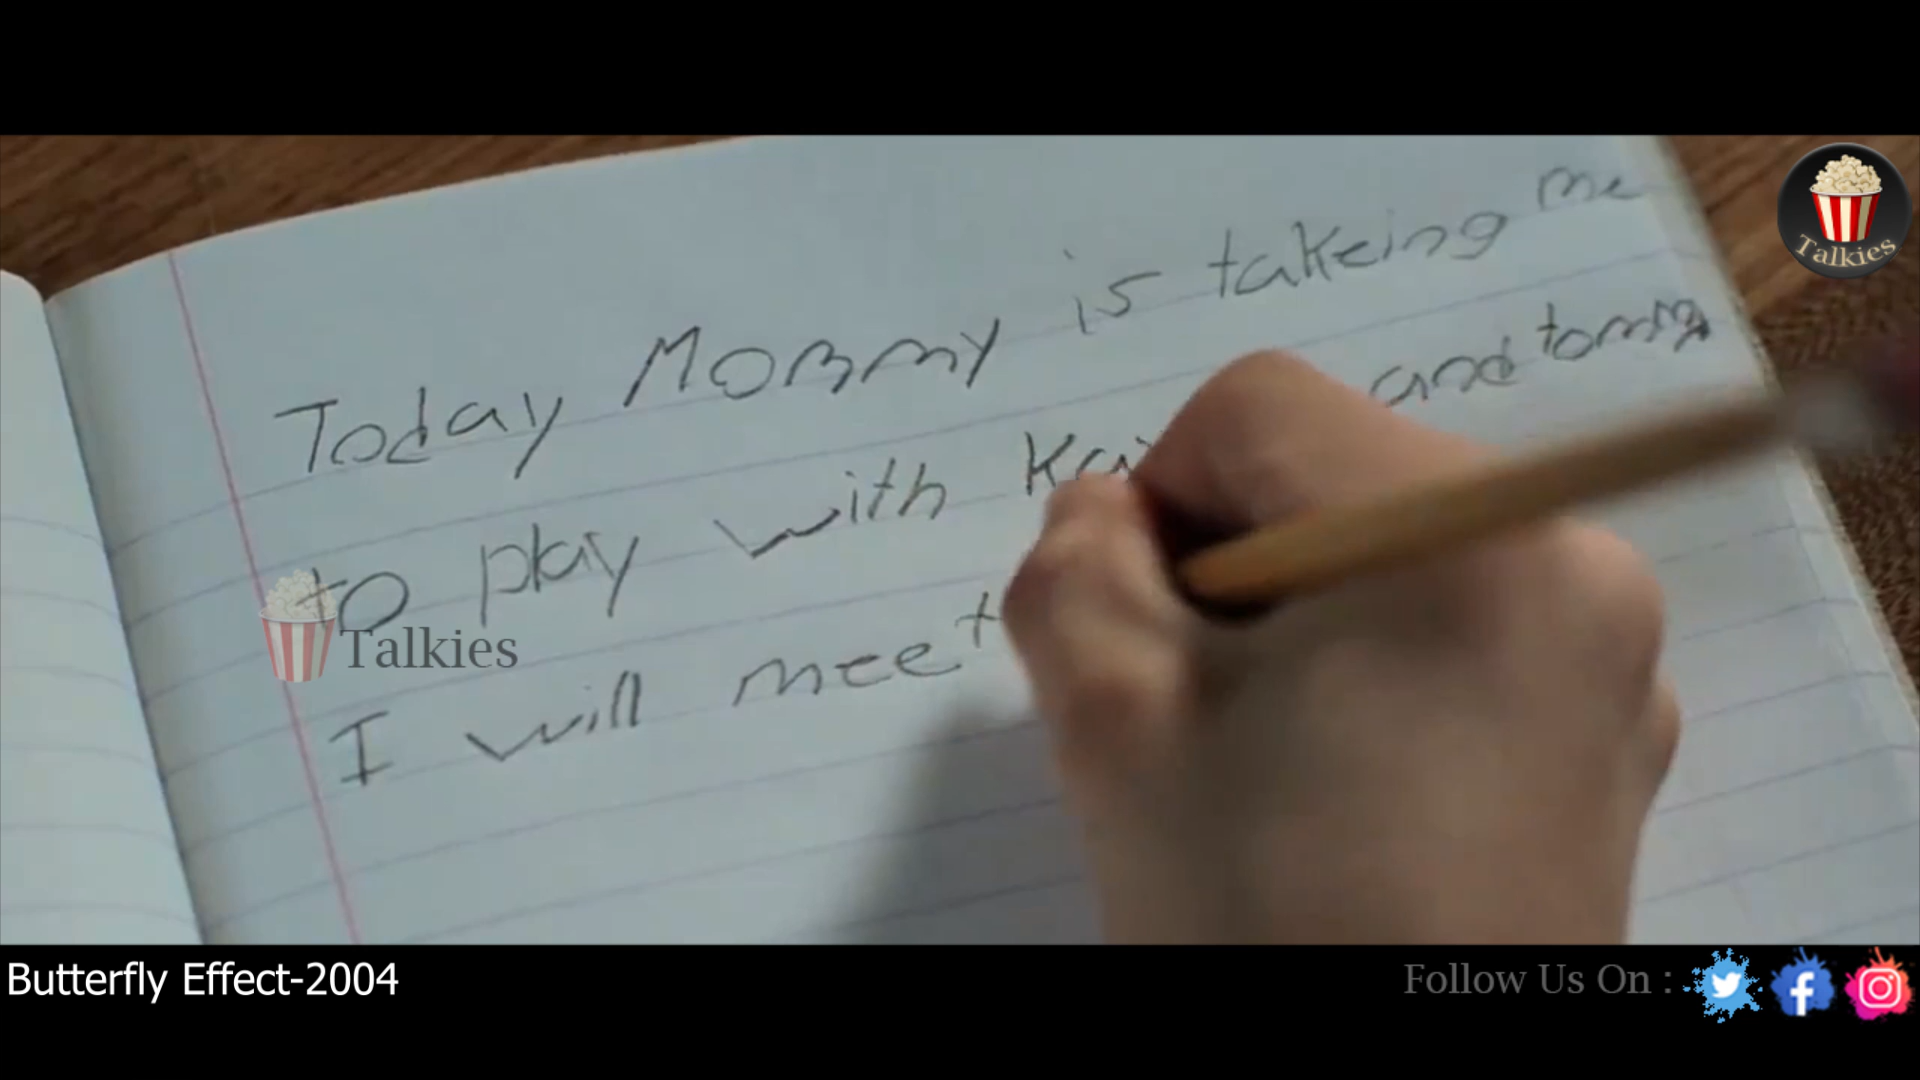 Talkies
Today Mommy is takeing me
to play with and tommy
I will meet
Talkies
Butterfly Effect-2004
Follow Us On :